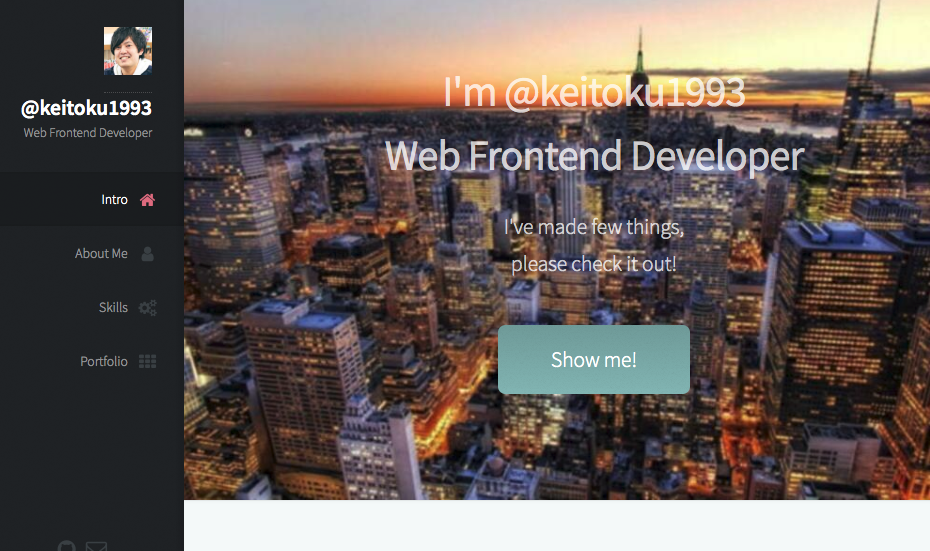 @keitoku1993
Web Frontend Developer
Intro
About Me
Skills
Portfolio
I'm @keitoku1993
Web Frontend Developer
I've made few things,
please check it out!
Show me!